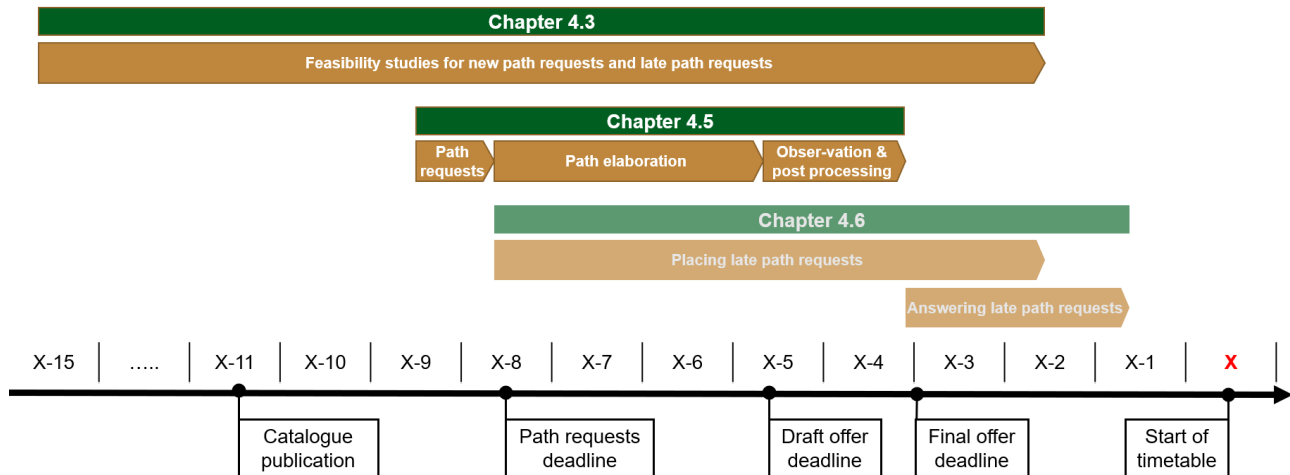 Chapter 4.3
Feasibility studies for new path requests and late path requests
Chapter 4.5
Path
requests
Path elaboration
Obser-vation &
post processing
Chapter 4.6
Placing late path requests
Answering late path requests
X-15 ….. X-11 X-10 X-9 X-8 X-7 X-6 X-5 X-4 X-3 X-2 X-1 X
Catalogue
publication
Path requests
deadline
Draft offer
deadline
Final offer
deadline
Start of
timetable